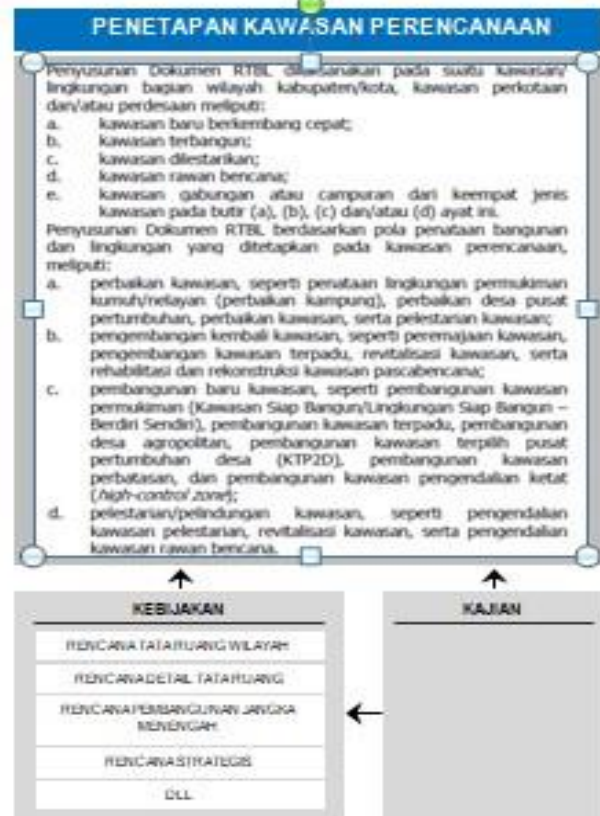 PENETAPAN KAWASAN PERENCANAAN
Penyusunan Dokumen RTBL dilaksanakan pada suatu kawasan/
lingkungan bagian wilayah kabupaten/kota, kawasan perkotaan
dan/atau perdesaan meliputi:
a. kawasan baru berkembang cepat;
b. kawasan terbangun;
c. kawasan dilestarikan;
d. kawasan rawan bencana;
e. kawasan gabungan atau campuran dari keempat jenis
kawasan pada butir (a), (b), (c) dan/atau (d) ayat ini.
Penyusunan Dokumen RTBL berdasarkan pola penataan bangunan
dan lingkungan yang ditetapkan pada kawasan perencanaan,
meliputi:
a. perbaikan kawasan, seperti penataan lingkungan permukiman
kumuh/nelayan (perbaikan kampung), perbaikan desa pusat
pertumbuhan, perbaikan kawasan, serta pelestarian kawasan;
b. pengembangan kembali kawasan, seperti peremajaan kawasan,
pengembangan kawasan terpadu, revitalisasi kawasan, serta
rehabilitasi dan rekonstruksi kawasan pascabencana;
c. pembangunan baru kawasan, seperti pembangunan kawasan
permukiman (Kawasan Siap Bangun/Lingkungan Siap Bangun –
Berdiri Sendiri), pembangunan kawasan terpadu, pembangunan
desa agropolitan, pembangunan kawasan terpilih pusat
pertumbuhan desa (KTP2D), pembangunan kawasan
perbatasan, dan pembangunan kawasan pengendalian ketat
(high-control zone);
d. pelestarian/pelindungan kawasan, seperti pengendalian
kawasan pelestarian, revitalisasi kawasan, serta pengendalian
kawasan rawan bencana.
KEBIJAKAN
RENCANA TATA RUANG WILAYAH
RENCANA DETAIL TATA RUANG
RENCANA PEMBANGUNAN JANGKA
MENENGAH
RENCANA STRATEGIS
DLL
KAJIAN